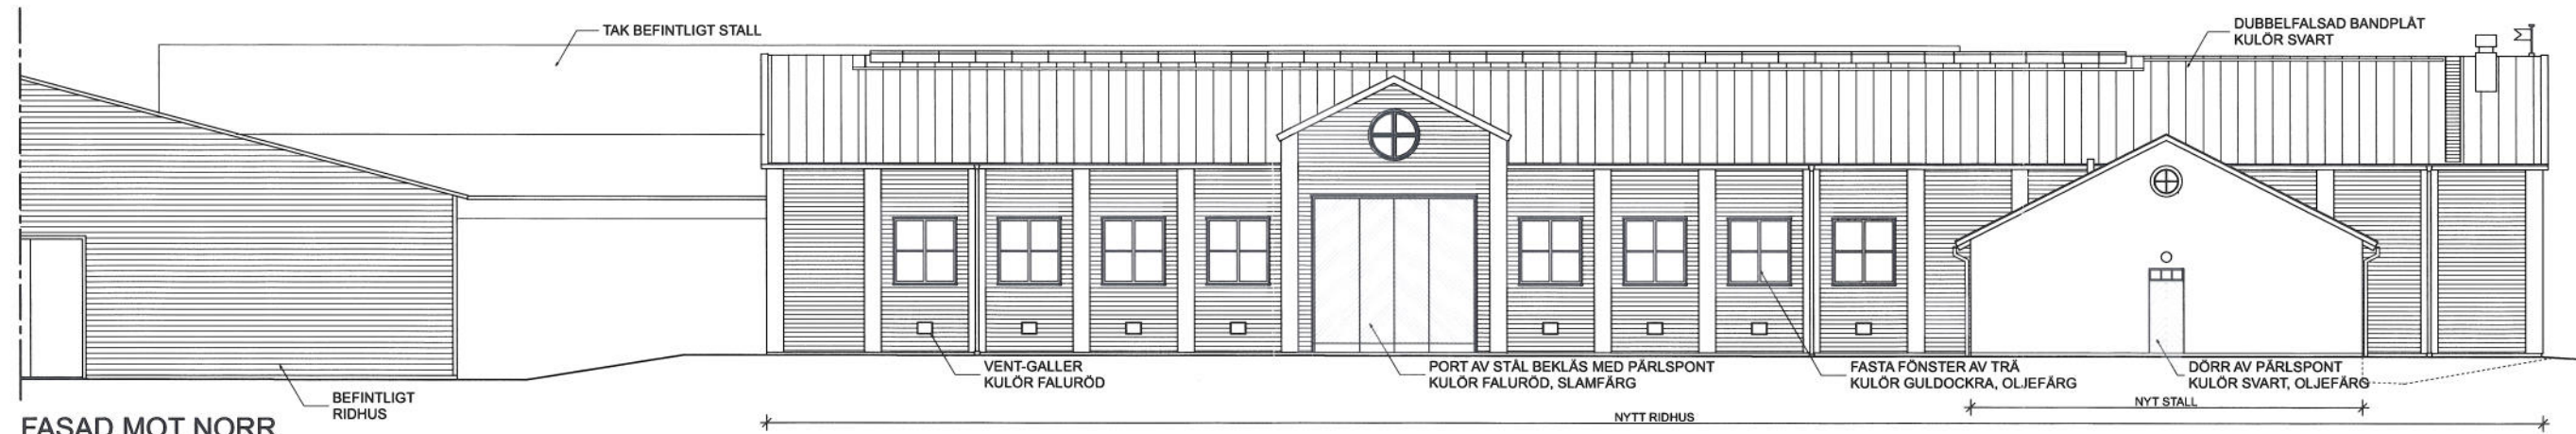 TAK BEFINTLIGT STALL
DUBBELFALSAD BANDPLÅT
KULÖR SVART
VENT-GALLER
KULÖR FALURÖD
PORT AV STÅL BEKLÄS MED PÄRLSPONT
KULÖR FALURÖD, SLAMFÄRG
FASTA FÖNSTER AV TRÄ
KULÖR GULDOCKRA, OLJEFÄRG
DÖRR AV PÄRLSPONT
KULÖR SVART, OLJEFÄRG
BEFINTLIGT
RIDHUS
NYT STALL
NYTT RIDHUS
FASAD MOT NORR